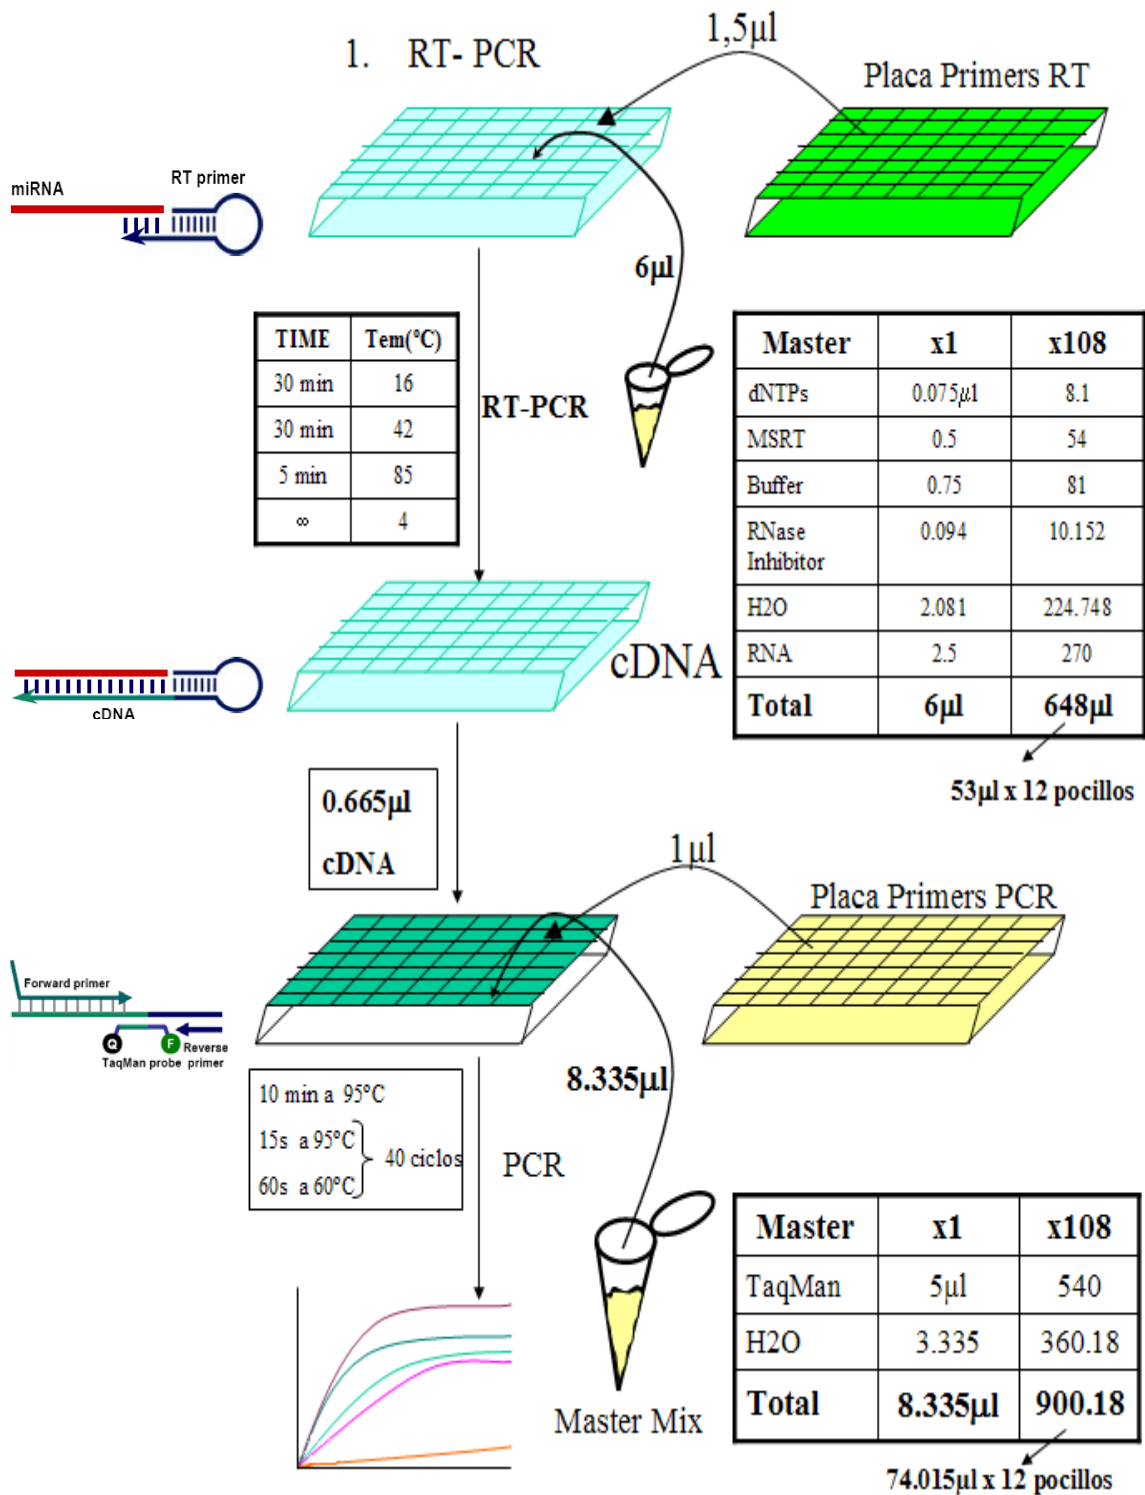 1. RT- PCR
1,5µl
Placa Primers RT
miRNA
RT primer
6µl
TIME Tem(°C)
30 min 16
30 min 42
5 min 85
∞ 4
RT-PCR
Master x1 x108
dNTPs 0.075µl 8.1
MSRT 0.5 54
Buffer 0.75 81
RNase 0.094 10.152
Inhibitor
H2O 2.081 224.748
RNA 2.5 270
Total 6µl 648µl
53µl x 12 pocillos
cDNA
cDNA
0.665µl
cDNA
1µl
Placa Primers PCR
Forward primer
Q
F
Reverse
TaqMan probe primer
8.335µl
10 min a 95°C
15s a 95°C
40 ciclos
60s a 60°C
PCR
Master Mix
Master x1 x108
TaqMan 5µl 540
H2O 3.335 360.18
Total 8.335µl 900.18
74.015µl x 12 pocillos